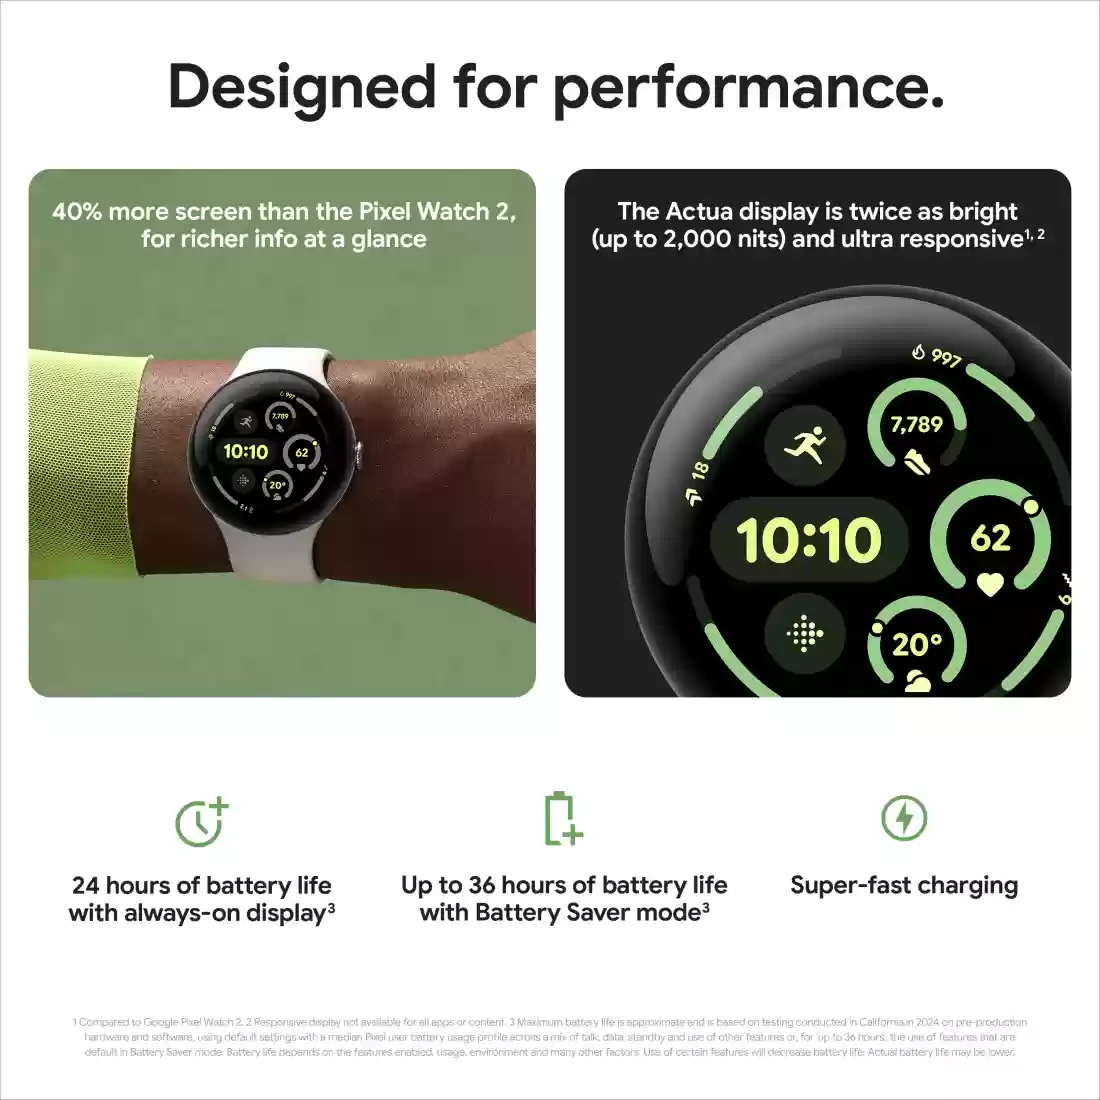 Designed for performance.
40% more screen than the Pixel Watch 2,
for richer info at a glance
The Actua display is twice as bright
(up to 2,000 nits) and ultra responsive¹, ²
997
7,789
18
10:10
62
20°
997
7,789
18
10:10
62
6
20°
24 hours of battery life
with always-on display³
Up to 36 hours of battery life
with Battery Saver mode³
Super-fast charging
1 Compared to Google Pixel Watch 2. 2 Responsive display not available for all apps or content. 3 Maximum battery life is approximate and is based on testing conducted in California in 2024 on pre-production
hardware and software, using default settings with a median Pixel user battery usage profile across a mix of talk, data, standby and use of other features or, for up to 36 hours, the use of features that are
default in Battery Saver mode. Battery life depends on the features enabled, usage, environment and many other factors. Use of certain features will decrease battery life. Actual battery life may be lower.